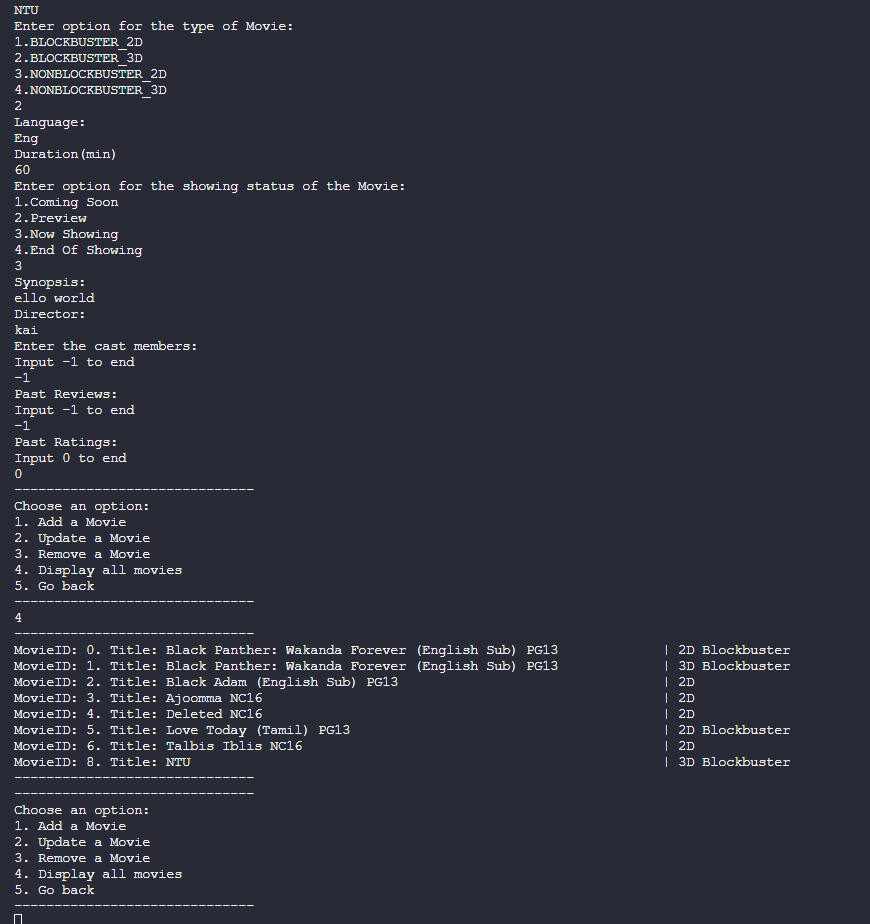 NTU
Enter option for the type of Movie:
1.BLOCKBUSTER_2D
2.BLOCKBUSTER_3D
3.NONBLOCKBUSTER_2D
4.NONBLOCKBUSTER_3D
2
Language:
Eng
Duration(min)
60
Enter option for the showing status of the Movie:
1.Coming Soon
2.Preview
3.Now Showing
4.End Of Showing
3
Synopsis:
ello world
Director:
kai
Enter the cast members:
Input -1 to end
-1
Past Reviews:
Input -1 to end
-1
Past Ratings:
Input 0 to end
0
------------------------------
Choose an option:
1. Add a Movie
2. Update a Movie
3. Remove a Movie
4. Display all movies
5. Go back
------------------------------
4
------------------------------
MovieID: 0. Title: Black Panther: Wakanda Forever (English Sub) PG13 | 2D Blockbuster
MovieID: 1. Title: Black Panther: Wakanda Forever (English Sub) PG13 | 3D Blockbuster
MovieID: 2. Title: Black Adam (English Sub) PG13 | 2D
MovieID: 3. Title: Ajoomma NC16 | 2D
MovieID: 4. Title: Deleted NC16 | 2D
MovieID: 5. Title: Love Today (Tamil) PG13 | 2D Blockbuster
MovieID: 6. Title: Talbis Iblis NC16 | 2D
MovieID: 8. Title: NTU | 3D Blockbuster
------------------------------
------------------------------
Choose an option:
1. Add a Movie
2. Update a Movie
3. Remove a Movie
4. Display all movies
5. Go back
------------------------------